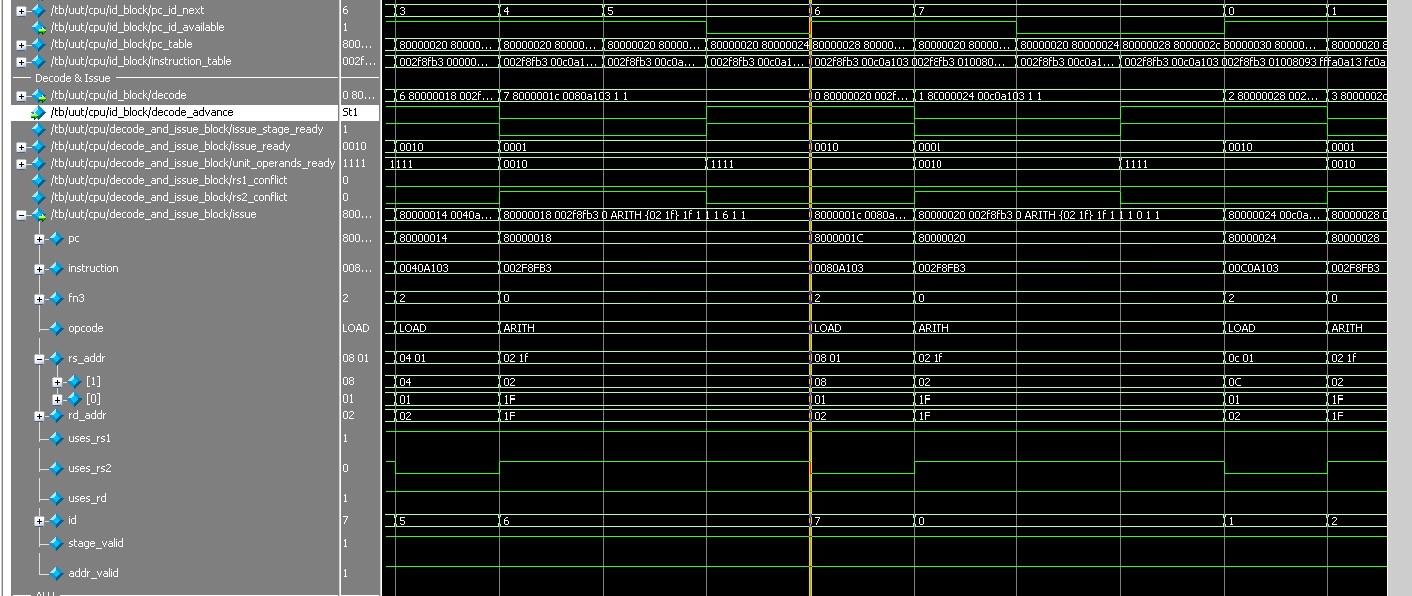 /tb/uut/cpu/id_block/pc_id_next 6 3 4 5 6 7 0 1
/tb/uut/cpu/id_block/pc_id_available 1
/tb/uut/cpu/id_block/pc_table 800... 80000020 80000... 80000020 80000... 80000020 80000... 80000020 80000024 80000028 80000... 80000020 80000... 80000020 80000024 80000028 8000002c 80000030 80000... 80000020 8
/tb/uut/cpu/id_block/instruction_table 002f... 002f8fb3 00000... 002f8fb3 00c0a1... 002f8fb3 00c0a... 002f8fb3 00c0a1... 002f8fb3 00c0a103 002f8fb3 010080... 002f8fb3 00c0a1... 002f8fb3 00c0a103 002f8fb3 01008093 fffa0a13 fc0a
Decode & Issue
/tb/uut/cpu/id_block/decode 0 80... 6 80000018 002f... 7 8000001c 0080a103 1 1 0 80000020 002f... 1 80000024 00c0a103 1 1 2 80000028 002... 3 8000002c
/tb/uut/cpu/id_block/decode_advance St1
/tb/uut/cpu/decode_and_issue_block/issue_stage_ready 1
/tb/uut/cpu/decode_and_issue_block/issue_ready 0010 0010 0001 0010 0001 0010 0001
/tb/uut/cpu/decode_and_issue_block/unit_operands_ready 1111 1111 0010 1111 0010 1111 0010
/tb/uut/cpu/decode_and_issue_block/rs1_conflict 0
/tb/uut/cpu/decode_and_issue_block/rs2_conflict 0
/tb/uut/cpu/decode_and_issue_block/issue 800... 80000014 0040a... 80000018 002f8fb3 0 ARITH {02 1f} 1f 1 1 1 6 1 1 8000001c 0080a... 80000020 002f8fb3 0 ARITH {02 1f} 1f 1 1 1 0 1 1 80000024 00c0a... 80000028 0
pc 800... 80000014 80000018 8000001C 80000020 80000024 80000028
instruction 008... 0040A103 002F8FB3 0080A103 002F8FB3 00C0A103 002F8FB3
fn3 2 2 0 2 0 2 0
opcode LOAD LOAD ARITH LOAD ARITH LOAD ARITH
rs_addr 08 01 04 01 02 1f 08 01 02 1f 0c 01 02 1f
[1] 08 04 02 08 02 0C 02
[0] 01 01 1F 01 1F 01 1F
rd_addr 02 02 1F 02 1F 02 1F
uses_rs1 1
uses_rs2 0
uses_rd 1
id 7 5 6 7 0 1 2
stage_valid 1
addr_valid 1